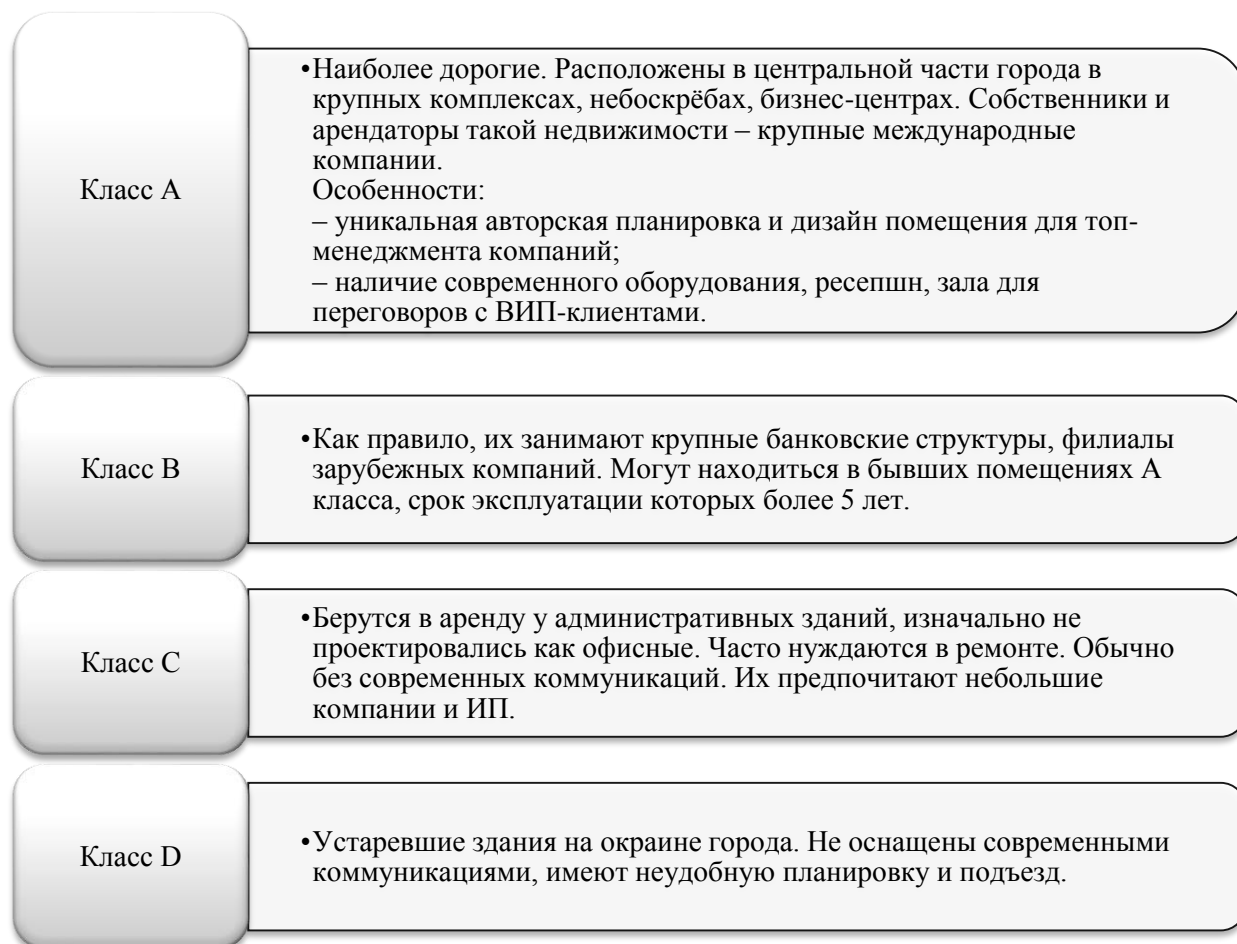 Класс А
•Наиболее дорогие. Расположены в центральной части города в
крупных комплексах, небоскрёбах, бизнес-центрах. Собственники и
арендаторы такой недвижимости – крупные международные
компании.
Особенности:
– уникальная авторская планировка и дизайн помещения для топ-
менеджмента компаний;
– наличие современного оборудования, ресепшн, зала для
переговоров с ВИП-клиентами.
Класс В
•Как правило, их занимают крупные банковские структуры, филиалы
зарубежных компаний. Могут находиться в бывших помещениях А
класса, срок эксплуатации которых более 5 лет.
Класс С
•Берутся в аренду у административных зданий, изначально не
проектировались как офисные. Часто нуждаются в ремонте. Обычно
без современных коммуникаций. Их предпочитают небольшие
компании и ИП.
Класс D
•Устаревшие здания на окраине города. Не оснащены современными
коммуникациями, имеют неудобную планировку и подъезд.